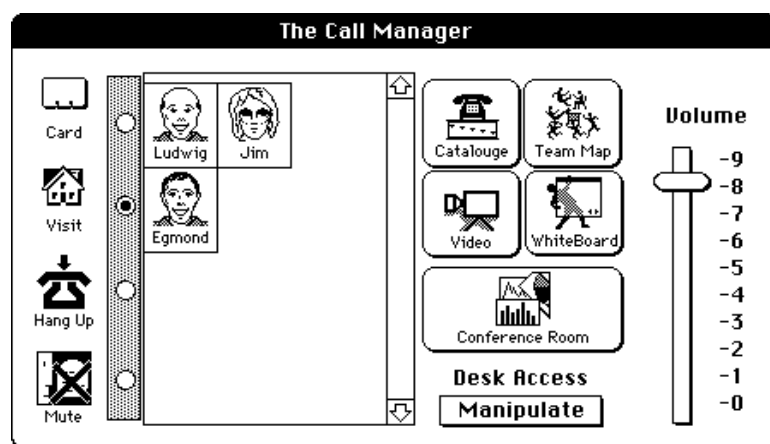 The Call Manager
Card
Visit
Hang Up
Mute
Ludwig
Jim
Egmond
Catalouge
Team Map
Video
WhiteBoard
Conference Room
Desk Access
Manipulate
Volume
-9
-8
-7
-6
-5
-4
-3
-2
-1
-0